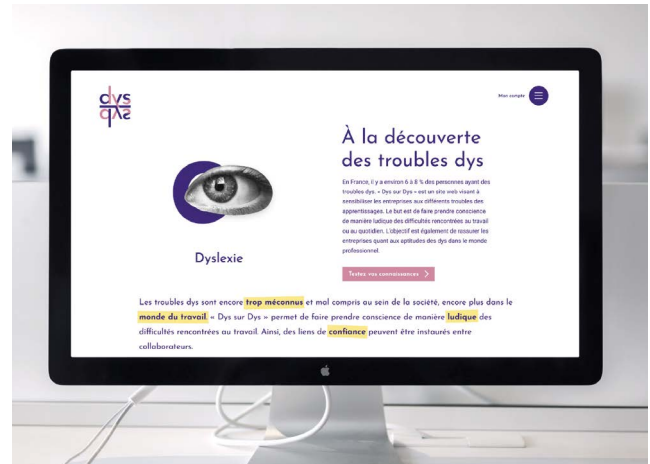 dys
dys
Mon compte
À la découverte
des troubles dys
En France, il y a environ 6 à 8 % des personnes ayant des
troubles dys. « Dys sur Dys » est un site web visant à
sensibiliser les entreprises aux différents troubles des
apprentissages. Le but est de faire prendre conscience
de manière ludique des difficultés rencontrées au travail
ou au quotidien. L'objectif est également de rassurer les
entreprises quant aux aptitudes des dys dans le monde
professionnel.
Dyslexie
Testez vos connaissances
Les troubles dys sont encore trop méconnus et mal compris au sein de la société, encore plus dans le
monde du travail. « Dys sur Dys » permet de faire prendre conscience de manière ludique des
difficultés rencontrées au travail. Ainsi, des liens de confiance peuvent être instaurés entre
collaborateurs.